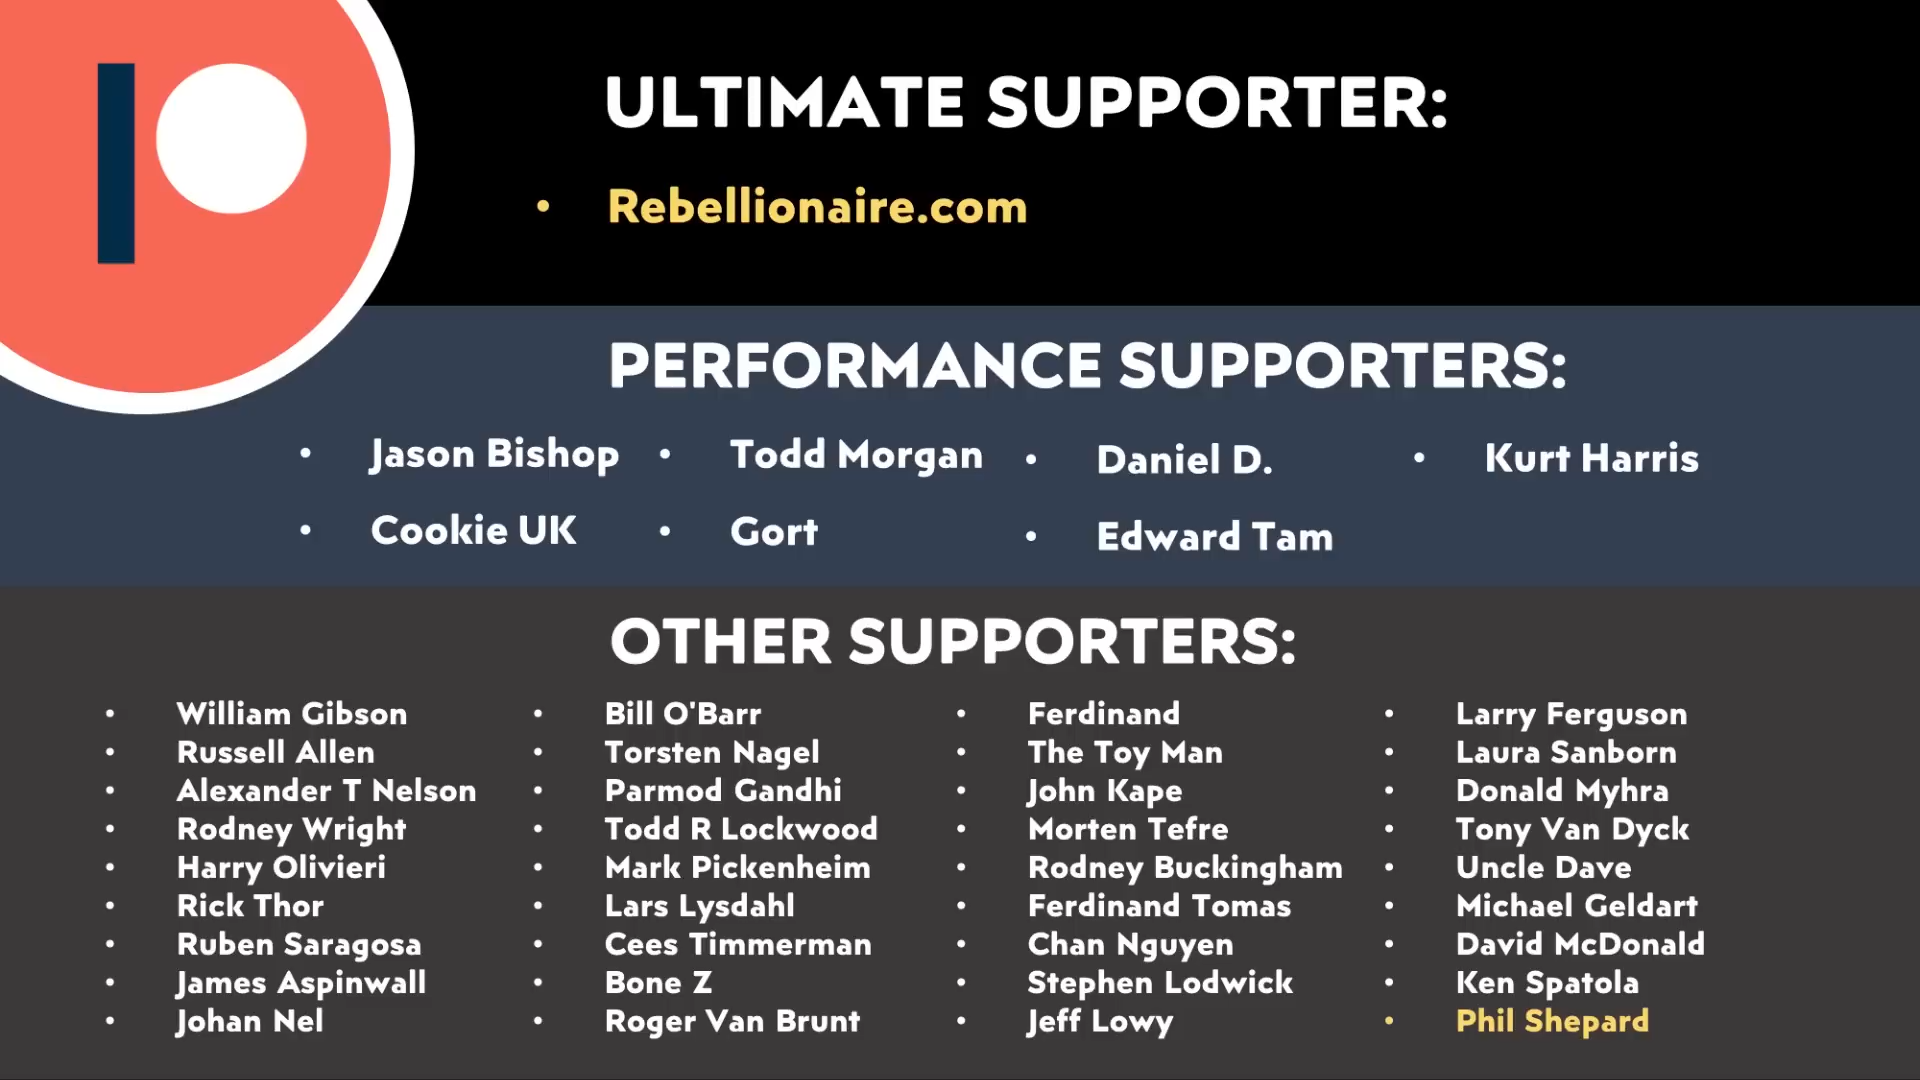 ULTIMATE SUPPORTER:
• Rebellionaire.com
PERFORMANCE SUPPORTERS:
• Jason Bishop • Todd Morgan • Daniel D. • Kurt Harris
• Cookie UK • Gort • Edward Tam
OTHER SUPPORTERS:
• William Gibson
• Russell Allen
• Alexander T Nelson
• Rodney Wright
• Harry Olivieri
• Rick Thor
• Ruben Saragosa
• James Aspinwall
• Johan Nel
• Bill O'Barr
• Torsten Nagel
• Parmod Gandhi
• Todd R Lockwood
• Mark Pickenheim
• Lars Lysdahl
• Cees Timmerman
• Bone Z
• Roger Van Brunt
• Ferdinand
• The Toy Man
• John Kape
• Morten Tefre
• Rodney Buckingham
• Ferdinand Tomas
• Chan Nguyen
• Stephen Lodwick
• Jeff Lowy
• Larry Ferguson
• Laura Sanborn
• Donald Myhra
• Tony Van Dyck
• Uncle Dave
• Michael Geldart
• David McDonald
• Ken Spatola
• Phil Shepard